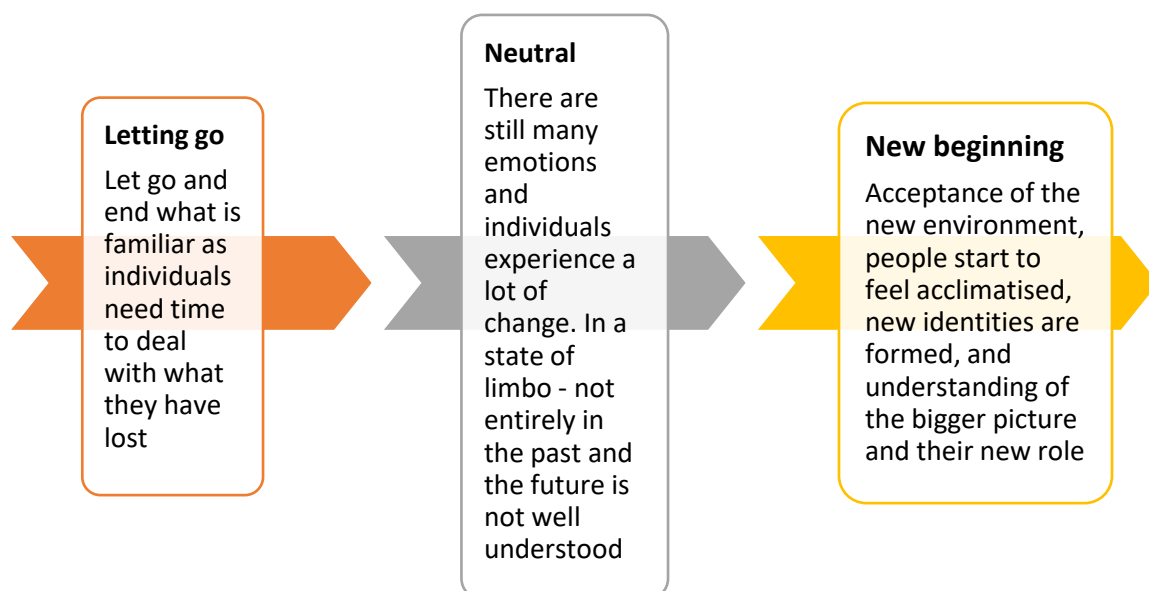 Letting go
Let go and
end what is
familiar as
individuals
need time
to deal
with what
they have
lost
Neutral
There are
still many
emotions
and
individuals
experience a
lot of
change. In a
state of
limbo - not
entirely in
the past and
the future is
not well
understood
New beginning
Acceptance of the
new environment,
people start to
feel acclimatised,
new identities are
formed, and
understanding of
the bigger picture
and their new role